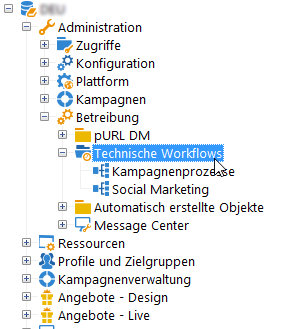 Administration
Zugriffe
Konfiguration
Plattform
Kampagnen
Betreibung
pURL DM
Technische Workflows
Kampagnenprozesse
Social Marketing
Automatisch erstellte Objekte
Message Center
Ressourcen
Profile und Zielgruppen
Kampagnenverwaltung
Angebote - Design
Angebote - Live